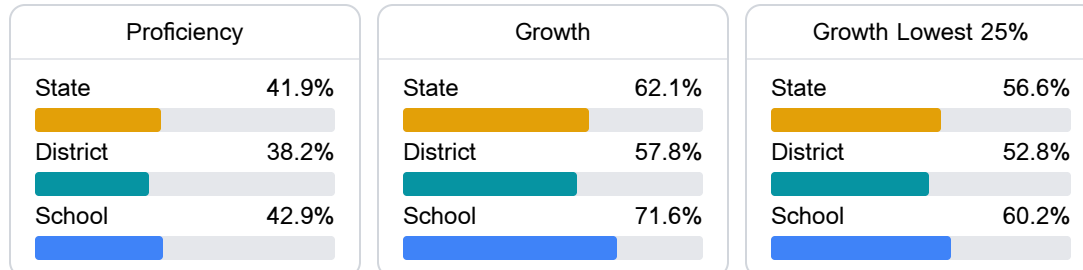 Proficiency
State 41.9%
District 38.2%
School 42.9%
Growth
State 62.1%
District 57.8%
School 71.6%
Growth Lowest 25%
State 56.6%
District 52.8%
School 60.2%